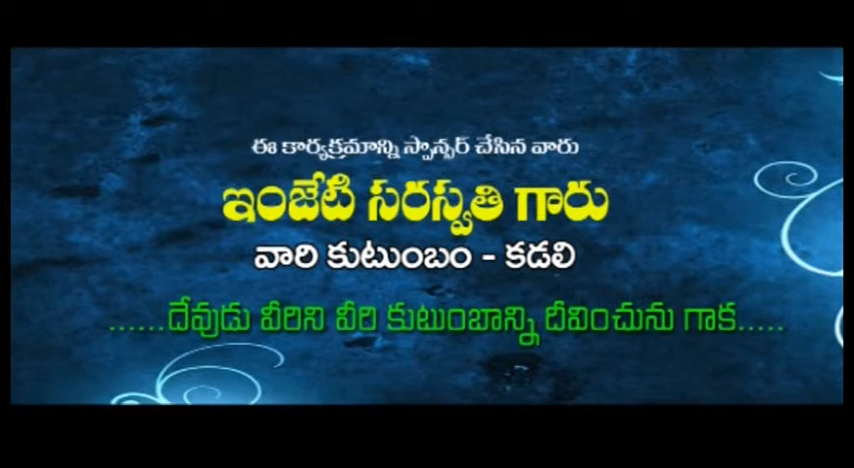 ఈ కార్యక్రమాన్ని స్పాన్సర్ చేసిన వారు
ఇంజేటి సరస్వతి గారు
వారి కుటుంబం - కడలి
......దేవుడు వీరిని వీరి కుటుంబాన్ని దీవించును గాక.....